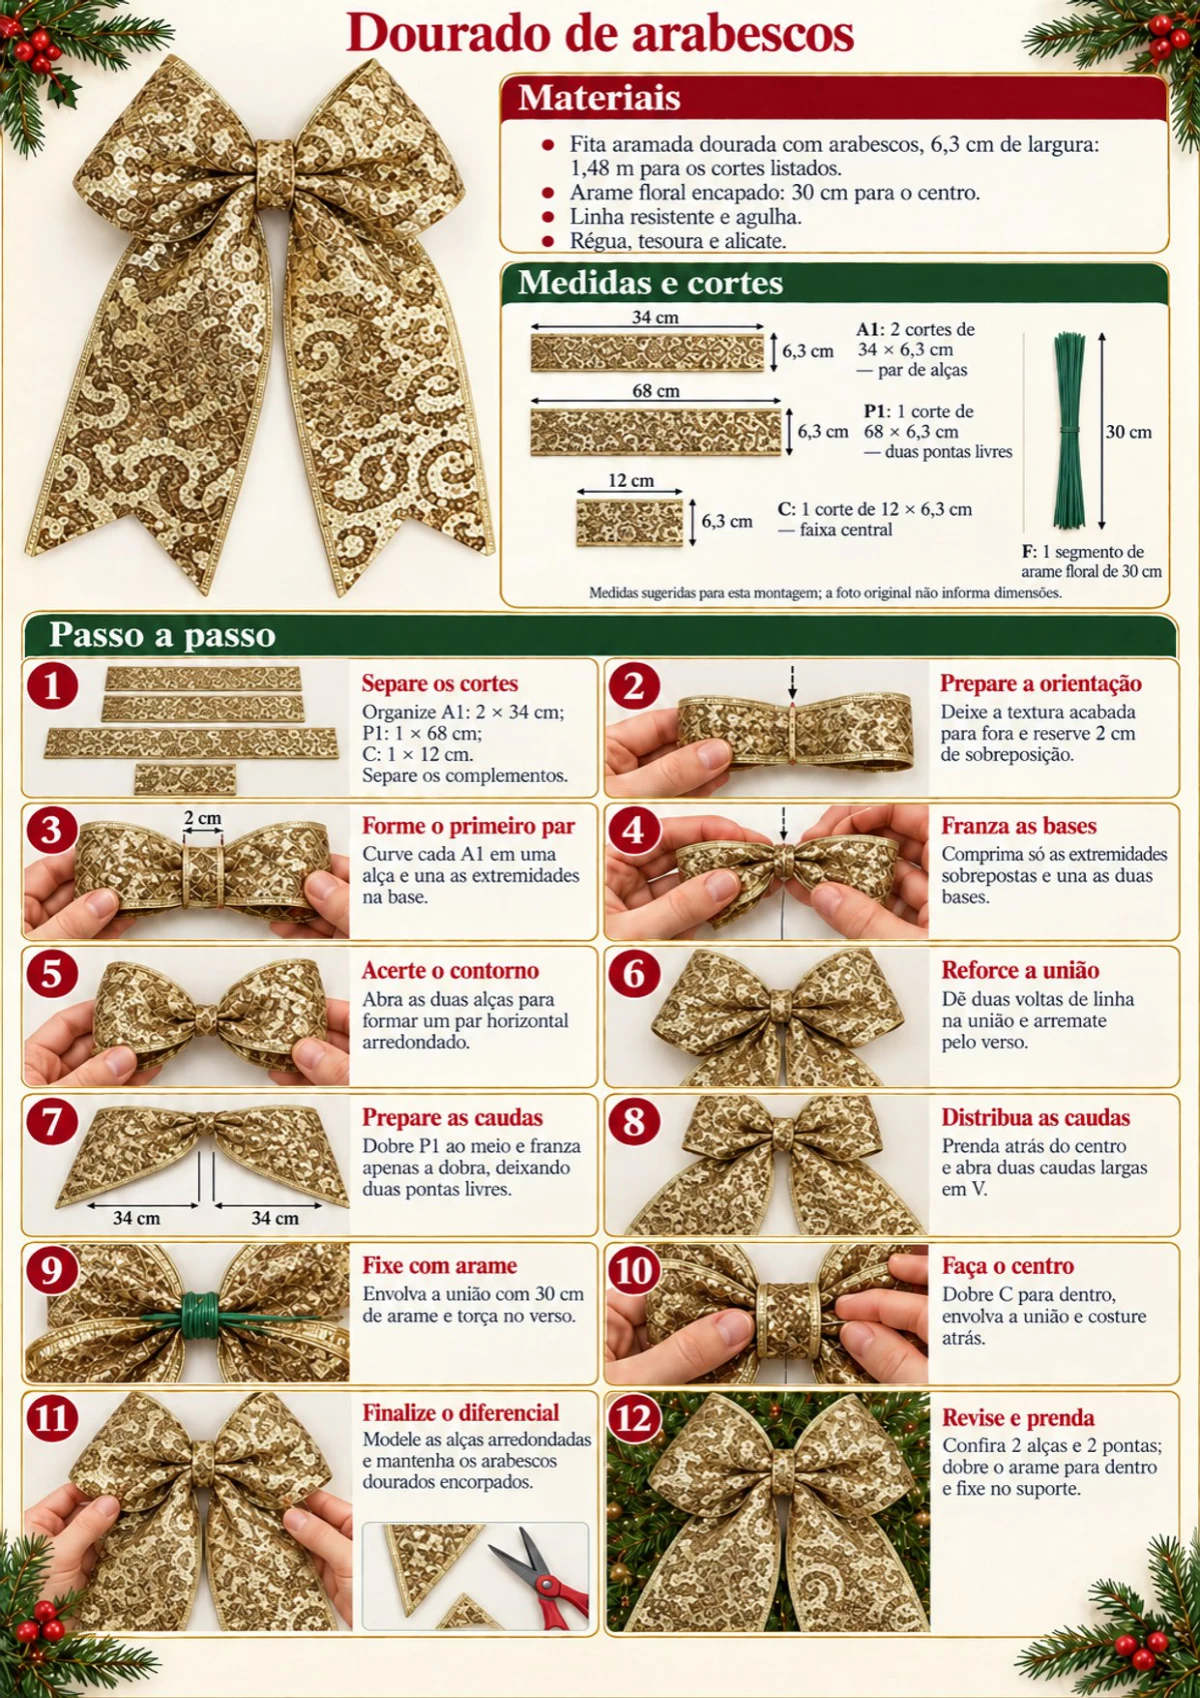 Dourado de arabescos
Materiais
● Fita aramada dourada com arabescos, 6,3 cm de largura:
1,48 m para os cortes listados.
● Arame floral encapado: 30 cm para o centro.
● Linha resistente e agulha.
● Régua, tesoura e alicate.
Medidas e cortes
34 cm
6,3 cm
A1: 2 cortes de
34 × 6,3 cm
— par de alças
68 cm
6,3 cm
P1: 1 corte de
68 × 6,3 cm
— duas pontas livres
12 cm
6,3 cm
C: 1 corte de 12 × 6,3 cm
— faixa central
30 cm
F: 1 segmento de
arame floral de 30 cm
Medidas sugeridas para esta montagem; a foto original não informa dimensões.
Passo a passo
1
Separe os cortes
Organize A1: 2 × 34 cm;
P1: 1 × 68 cm;
C: 1 × 12 cm.
Separe os complementos.
2
Prepare a orientação
Deixe a textura acabada
para fora e reserve 2 cm
de sobreposição.
3
2 cm
Forme o primeiro par
Curve cada A1 em uma
alça e una as extremidades
na base.
4
Franza as bases
Comprima só as extremidades
sobrepostas e una as duas
bases.
5
Acerte o contorno
Abra as duas alças para
formar um par horizontal
arredondado.
6
Reforce a união
Dê duas voltas de linha
na união e arremate
pelo verso.
7
34 cm
34 cm
Prepare as caudas
Dobre P1 ao meio e franza
apenas a dobra, deixando
duas pontas livres.
8
Distribua as caudas
Prenda atrás do centro
e abra duas caudas largas
em V.
9
Fixe com arame
Envolva a união com 30 cm
de arame e torça no verso.
10
Faça o centro
Dobre C para dentro,
envolva a união e costure
atrás.
11
Finalize o diferencial
Modele as alças arredondadas
e mantenha os arabescos
dourados encorpados.
12
Revise e prenda
Confira 2 alças e 2 pontas;
dobre o arame para dentro
e fixe no suporte.